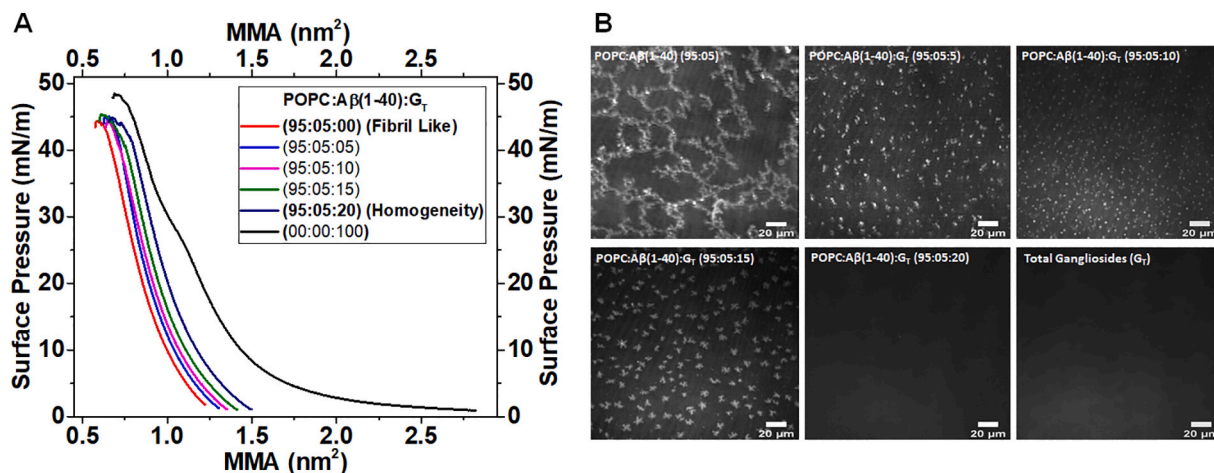 A
MMA (nm²)
0.5 1.0 1.5 2.0 2.5
Surface Pressure (mN/m)
50
40
30
20
10
0
POPC:Aβ(1-40):G_T
(95:05:00) (Fibril Like)
(95:05:05)
(95:05:10)
(95:05:15)
(95:05:20) (Homogeneity)
(00:00:100)
50
40
30
20
10
0
Surface Pressure (mN/m)
0.5 1.0 1.5 2.0 2.5
MMA (nm²)
B
POPC:Aβ(1-40) (95:05)
20 µm
POPC:Aβ(1-40):G_T (95:05:5)
20 µm
POPC:Aβ(1-40):G_T (95:05:10)
20 µm
POPC:Aβ(1-40):G_T (95:05:15)
20 µm
POPC:Aβ(1-40):G_T (95:05:20)
20 µm
Total Gangliosides (G_T)
20 µm